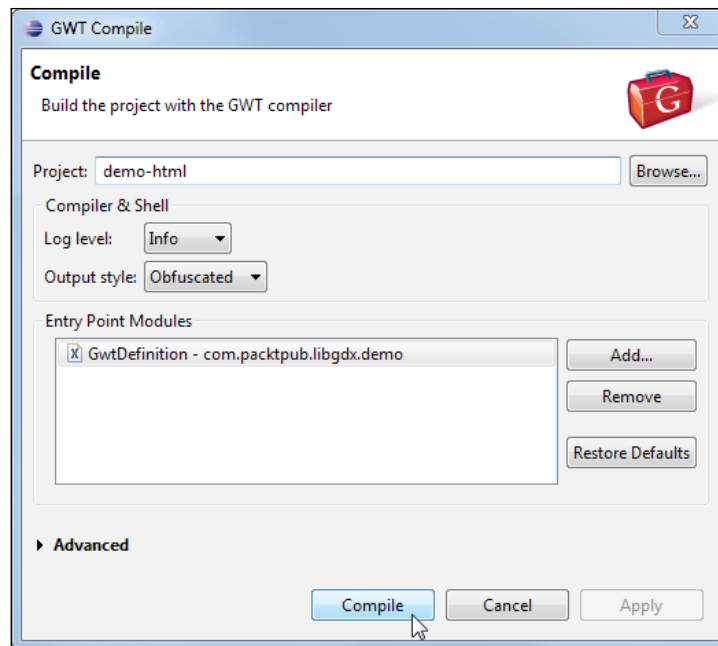 GWT Compile
Compile
Build the project with the GWT compiler
G
Project: demo-html Browse...
Compiler & Shell
Log level: Info
Output style: Obfuscated
Entry Point Modules
X GwtDefinition - com.packtpub.libgdx.demo
Add...
Remove
Restore Defaults
Advanced
Compile Cancel Apply